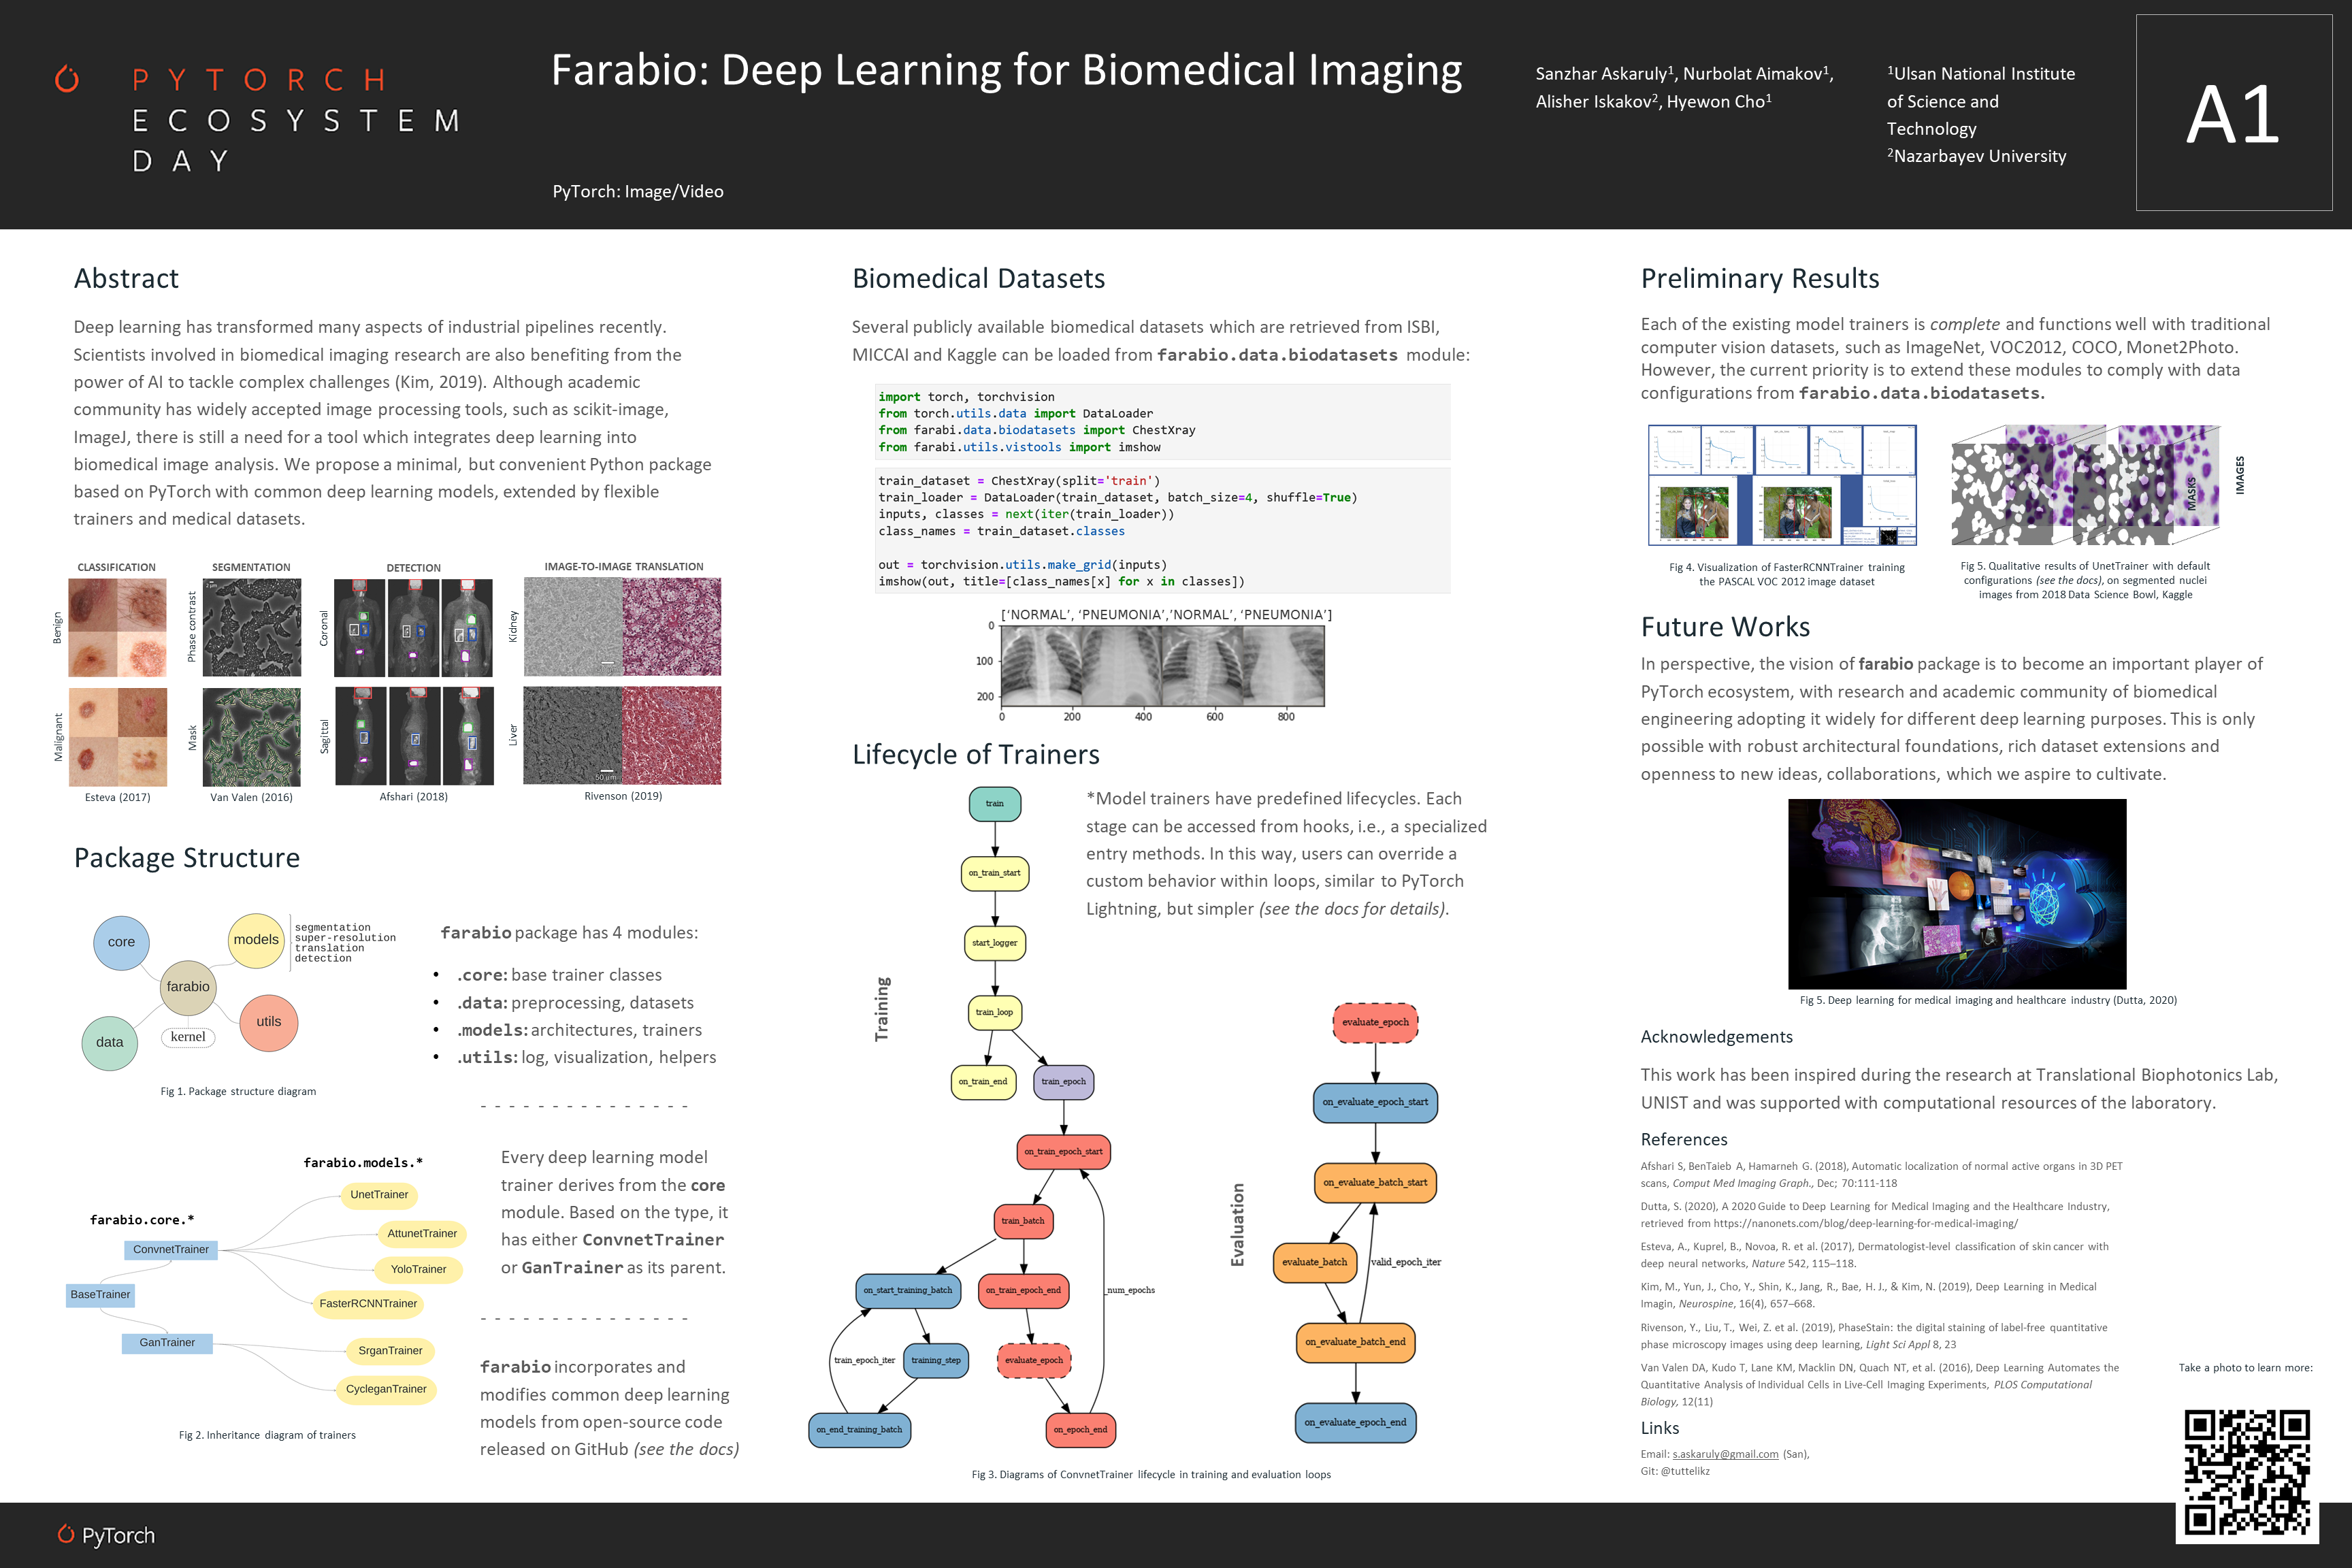 PYTORCH
ECOSYSTEM
DAY
Farabio: Deep Learning for Biomedical Imaging
PyTorch: Image/Video
Sanzhar Askaruly1, Nurbolat Aimakov1,
Alisher Iskakov2, Hyewon Cho1
1Ulsan National Institute
of Science and
Technology
2Nazarbayev University
A1
Abstract
Deep learning has transformed many aspects of industrial pipelines recently.
Scientists involved in biomedical imaging research are also benefiting from the
power of AI to tackle complex challenges (Kim, 2019). Although academic
community has widely accepted image processing tools, such as scikit-image,
ImageJ, there is still a need for a tool which integrates deep learning into
biomedical image analysis. We propose a minimal, but convenient Python package
based on PyTorch with common deep learning models, extended by flexible
trainers and medical datasets.
CLASSIFICATION
SEGMENTATION
DETECTION
IMAGE-TO-IMAGE TRANSLATION
Benign
Phase contrast
Coronal
Kidney
Malignant
Mask
Sagittal
Liver
50 μm
Esteva (2017)
Van Valen (2016)
Afshari (2018)
Rivenson (2019)
Package Structure
core
models
farabio
data
kernel
utils
segmentation
super-resolution
translation
detection
Fig 1. Package structure diagram
farabio package has 4 modules:
• .core: base trainer classes
• .data: preprocessing, datasets
• .models: architectures, trainers
• .utils: log, visualization, helpers
- - - - - - - - - - - - - - -
farabio.models.*
farabio.core.*
UnetTrainer
AttunetTrainer
ConvnetTrainer
YoloTrainer
BaseTrainer
FasterRCNNTrainer
GanTrainer
SrganTrainer
CycleganTrainer
Fig 2. Inheritance diagram of trainers
Every deep learning model
trainer derives from the core
module. Based on the type, it
has either ConvnetTrainer
or GanTrainer as its parent.
- - - - - - - - - - - - - - -
farabio incorporates and
modifies common deep learning
models from open-source code
released on GitHub (see the docs)
Biomedical Datasets
Several publicly available biomedical datasets which are retrieved from ISBI,
MICCAI and Kaggle can be loaded from farabio.data.biodatasets module:
import torch, torchvision
from torch.utils.data import DataLoader
from farabi.data.biodatasets import ChestXray
from farabi.utils.vistools import imshow
train_dataset = ChestXray(split='train')
train_loader = DataLoader(train_dataset, batch_size=4, shuffle=True)
inputs, classes = next(iter(train_loader))
class_names = train_dataset.classes
out = torchvision.utils.make_grid(inputs)
imshow(out, title=[class_names[x] for x in classes])
['NORMAL', 'PNEUMONIA','NORMAL', 'PNEUMONIA']
0
100
200
0 200 400 600 800
Lifecycle of Trainers
*Model trainers have predefined lifecycles. Each
stage can be accessed from hooks, i.e., a specialized
entry methods. In this way, users can override a
custom behavior within loops, similar to PyTorch
Lightning, but simpler (see the docs for details).
Training
train
on_train_start
start_logger
train_loop
on_train_end
train_epoch
on_train_epoch_start
train_batch
on_start_training_batch
on_train_epoch_end
_num_epochs
train_epoch_iter
training_step
evaluate_epoch
on_end_training_batch
on_epoch_end
Evaluation
evaluate_epoch
on_evaluate_epoch_start
on_evaluate_batch_start
evaluate_batch
valid_epoch_iter
on_evaluate_batch_end
on_evaluate_epoch_end
Fig 3. Diagrams of ConvnetTrainer lifecycle in training and evaluation loops
Preliminary Results
Each of the existing model trainers is complete and functions well with traditional
computer vision datasets, such as ImageNet, VOC2012, COCO, Monet2Photo.
However, the current priority is to extend these modules to comply with data
configurations from farabio.data.biodatasets.
MASKS
IMAGES
Fig 4. Visualization of FasterRCNNTrainer training
the PASCAL VOC 2012 image dataset
Fig 5. Qualitative results of UnetTrainer with default
configurations (see the docs), on segmented nuclei
images from 2018 Data Science Bowl, Kaggle
Future Works
In perspective, the vision of farabio package is to become an important player of
PyTorch ecosystem, with research and academic community of biomedical
engineering adopting it widely for different deep learning purposes. This is only
possible with robust architectural foundations, rich dataset extensions and
openness to new ideas, collaborations, which we aspire to cultivate.
Fig 5. Deep learning for medical imaging and healthcare industry (Dutta, 2020)
Acknowledgements
This work has been inspired during the research at Translational Biophotonics Lab,
UNIST and was supported with computational resources of the laboratory.
References
Afshari S, BenTaieb A, Hamarneh G. (2018), Automatic localization of normal active organs in 3D PET
scans, Comput Med Imaging Graph., Dec; 70:111-118
Dutta, S. (2020), A 2020 Guide to Deep Learning for Medical Imaging and the Healthcare Industry,
retrieved from https://nanonets.com/blog/deep-learning-for-medical-imaging/
Esteva, A., Kuprel, B., Novoa, R. et al. (2017), Dermatologist-level classification of skin cancer with
deep neural networks, Nature 542, 115–118.
Kim, M., Yun, J., Cho, Y., Shin, K., Jang, R., Bae, H. J., & Kim, N. (2019), Deep Learning in Medical
Imagin, Neurospine, 16(4), 657–668.
Rivenson, Y., Liu, T., Wei, Z. et al. (2019), PhaseStain: the digital staining of label-free quantitative
phase microscopy images using deep learning, Light Sci Appl 8, 23
Van Valen DA, Kudo T, Lane KM, Macklin DN, Quach NT, et al. (2016), Deep Learning Automates the
Quantitative Analysis of Individual Cells in Live-Cell Imaging Experiments, PLOS Computational
Biology, 12(11)
Links
Email: s.askaruly@gmail.com (San),
Git: @tuttelikz
Take a photo to learn more:
PyTorch